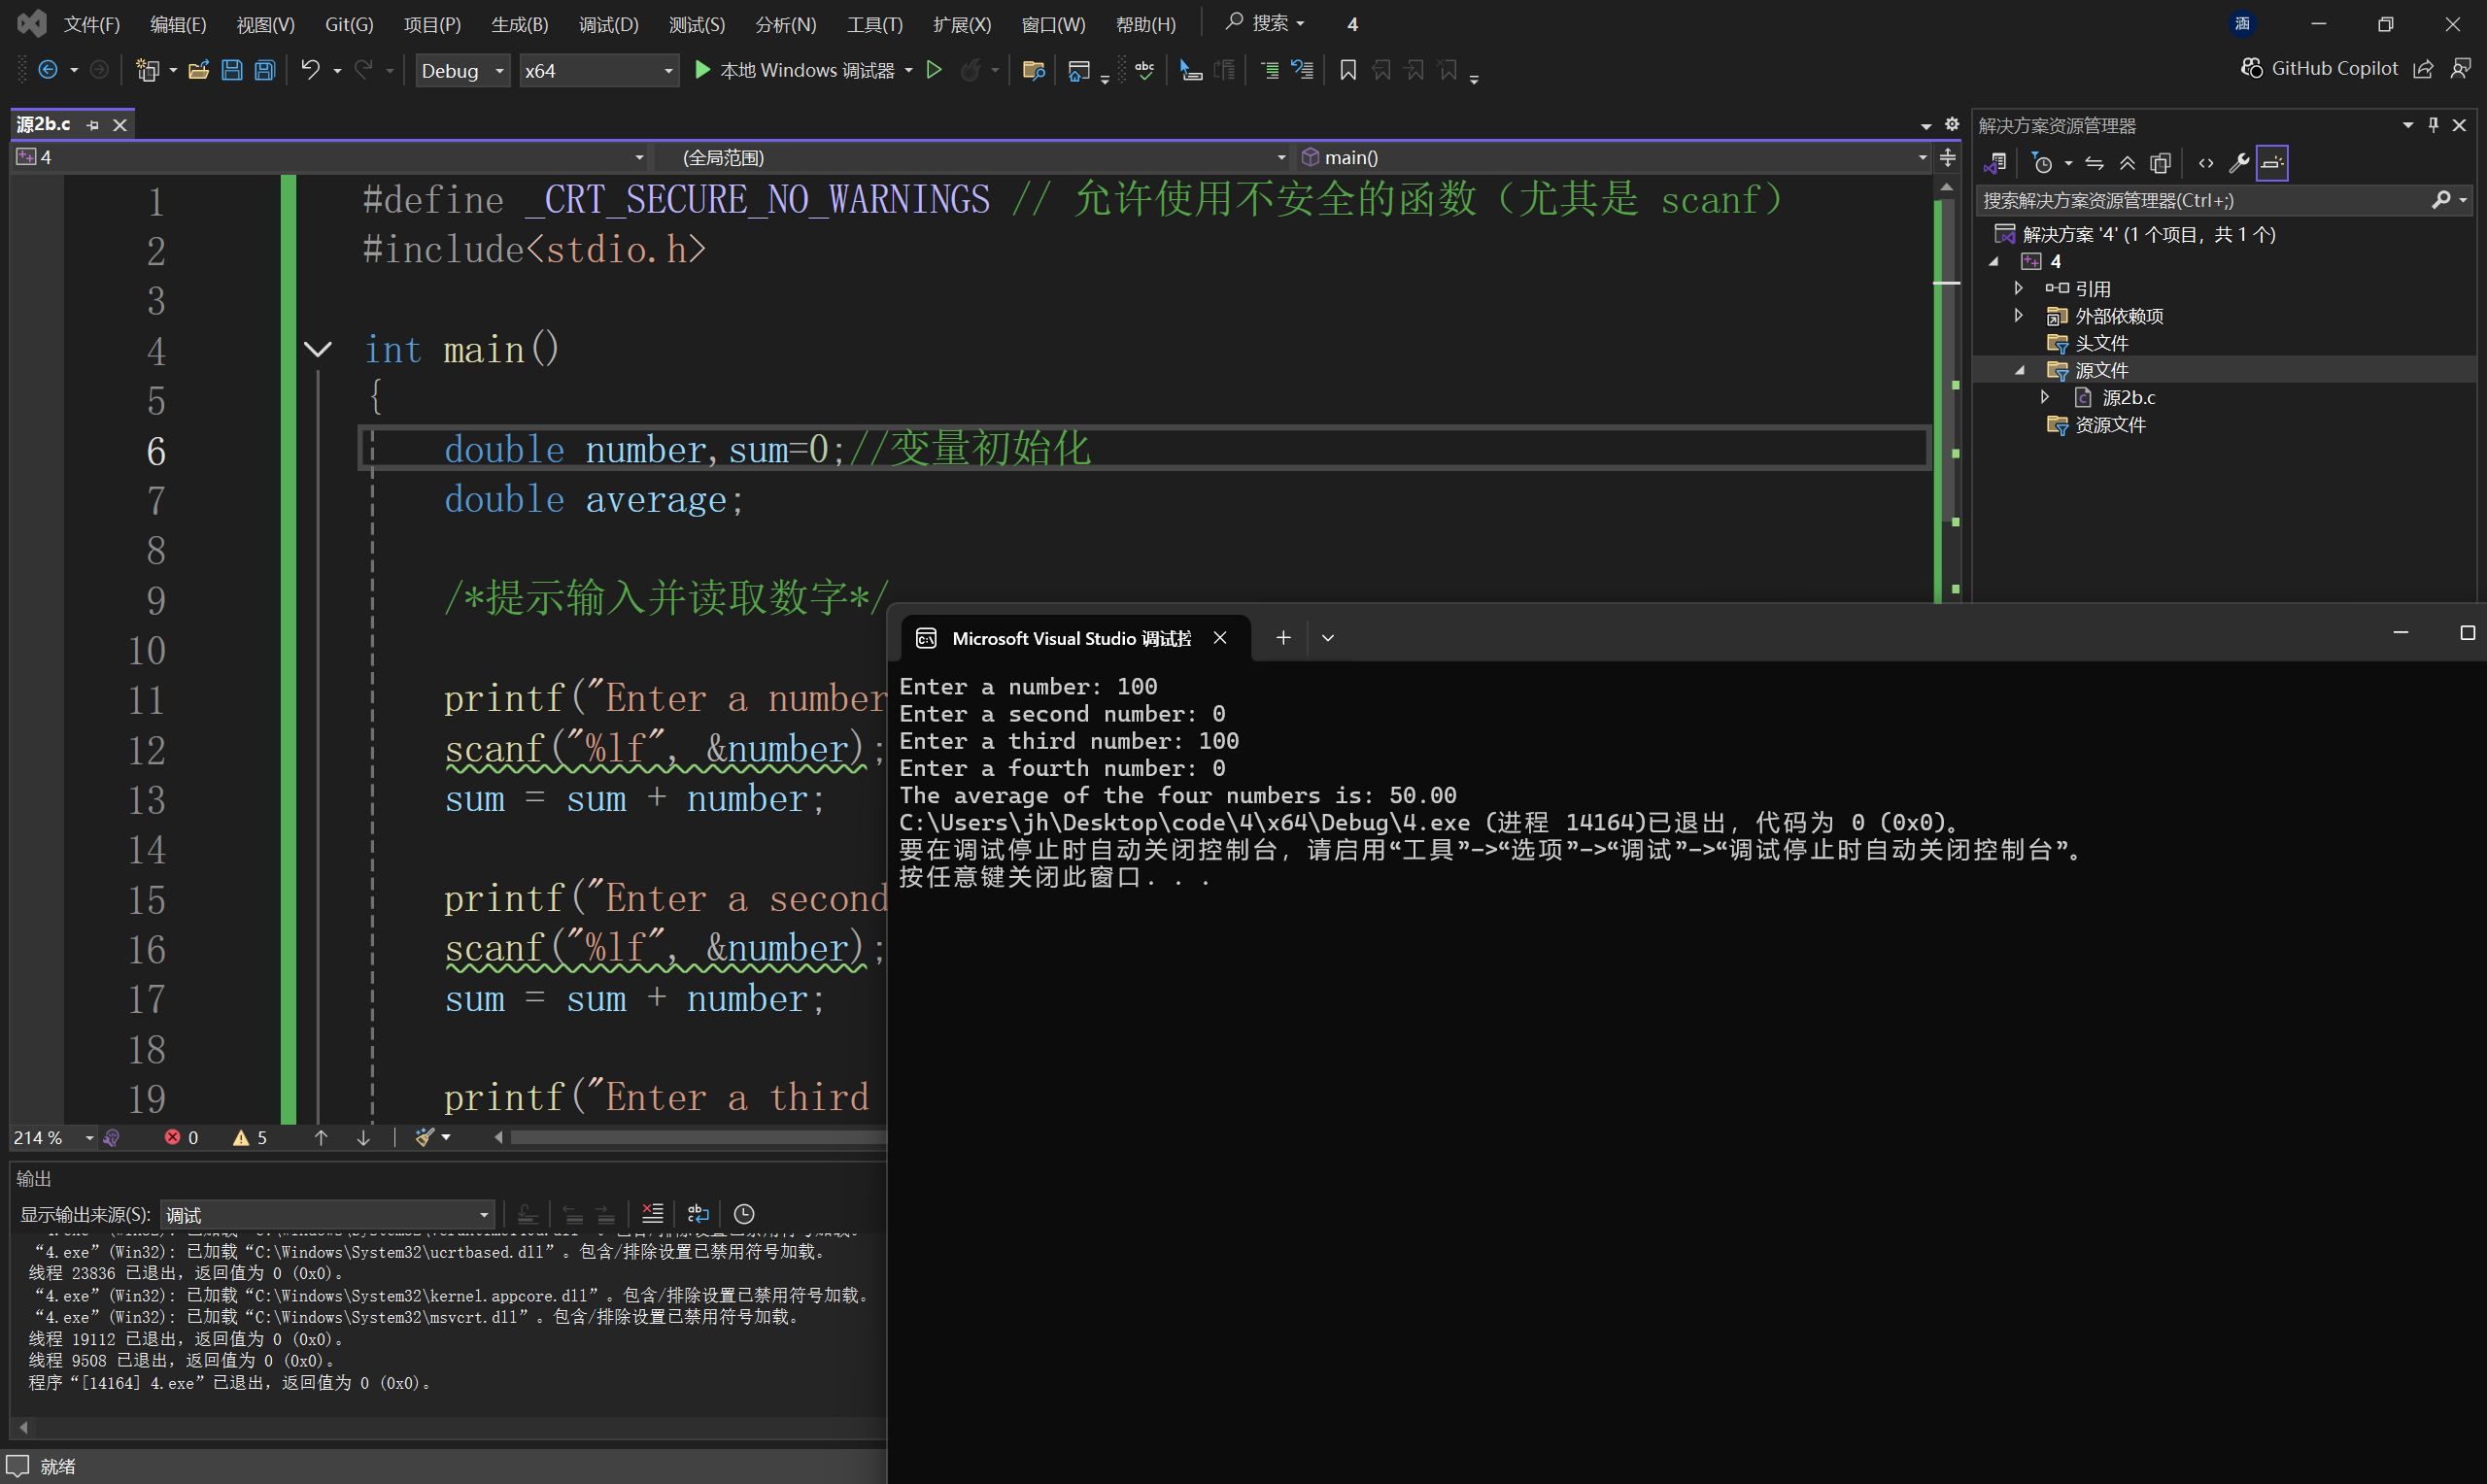 文件(F) 编辑(E) 视图(V) Git(G) 项目(P) 生成(B) 调试(D) 测试(S) 分析(N) 工具(T) 扩展(X) 窗口(W) 帮助(H) 搜索 4 涵
Debug x64 本地 Windows 调试器 GitHub Copilot
源2b.c
4 (全局范围) main()
1 #define _CRT_SECURE_NO_WARNINGS // 允许使用不安全的函数（尤其是 scanf）
2 #include<stdio.h>
3
4 int main()
5 {
6 double number,sum=0;//变量初始化
7 double average;
8
9 /*提示输入并读取数字*/
10
11 printf("Enter a number
12 scanf("%lf", &number);
13 sum = sum + number;
14
15 printf("Enter a second
16 scanf("%lf", &number);
17 sum = sum + number;
18
19 printf("Enter a third
214 % 0 5
输出
显示输出来源(S): 调试
“4.exe”(Win32): 已加载“C:\Windows\System32\ucrtbased.dll”。包含/排除设置已禁用符号加载。
线程 23836 已退出，返回值为 0 (0x0)。
“4.exe”(Win32): 已加载“C:\Windows\System32\kernel.appcore.dll”。包含/排除设置已禁用符号加载。
“4.exe”(Win32): 已加载“C:\Windows\System32\msvcrt.dll”。包含/排除设置已禁用符号加载。
线程 19112 已退出，返回值为 0 (0x0)。
线程 9508 已退出，返回值为 0 (0x0)。
程序“[14164] 4.exe”已退出，返回值为 0 (0x0)。
就绪
解决方案资源管理器
搜索解决方案资源管理器(Ctrl+;)
解决方案 '4' (1 个项目，共 1 个)
4
引用
外部依赖项
头文件
源文件
源2b.c
资源文件
Microsoft Visual Studio 调试控
Enter a number: 100
Enter a second number: 0
Enter a third number: 100
Enter a fourth number: 0
The average of the four numbers is: 50.00
C:\Users\jh\Desktop\code\4\x64\Debug\4.exe (进程 14164)已退出，代码为 0 (0x0)。
要在调试停止时自动关闭控制台，请启用“工具”->“选项”->“调试”->“调试停止时自动关闭控制台”。
按任意键关闭此窗口. . .